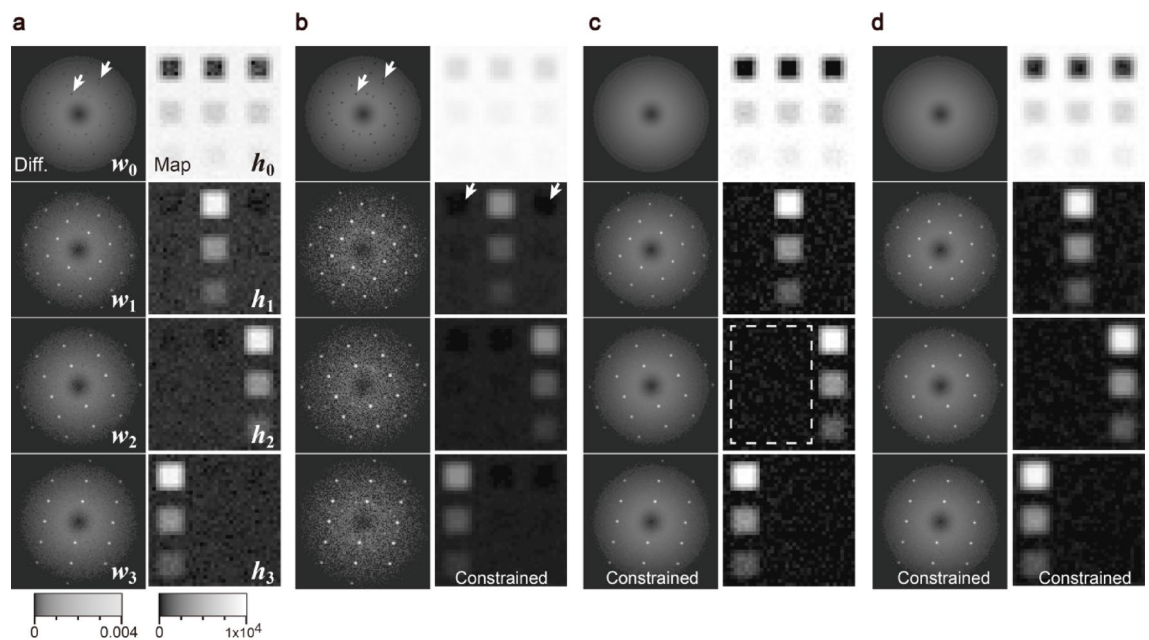 a b c d
Diff. w0 Map h0
w1 h1
w2 h2
w3 h3
Constrained Constrained Constrained Constrained
0 0.004 0 1x10^4